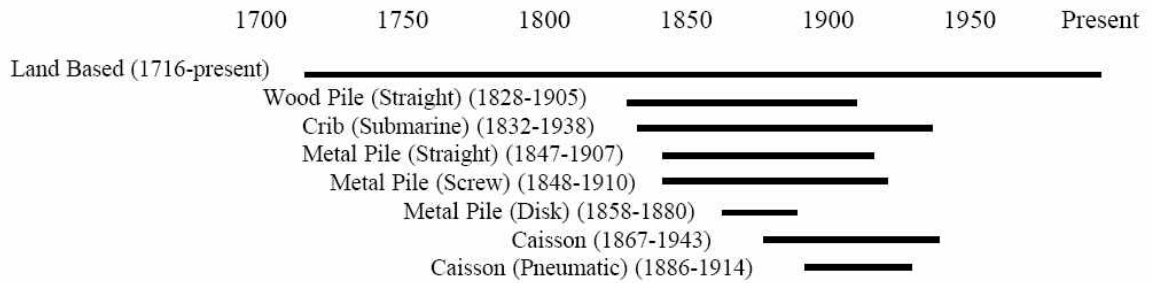 1700 1750 1800 1850 1900 1950 Present
Land Based (1716-present)
Wood Pile (Straight) (1828-1905)
Crib (Submarine) (1832-1938)
Metal Pile (Straight) (1847-1907)
Metal Pile (Screw) (1848-1910)
Metal Pile (Disk) (1858-1880)
Caisson (1867-1943)
Caisson (Pneumatic) (1886-1914)